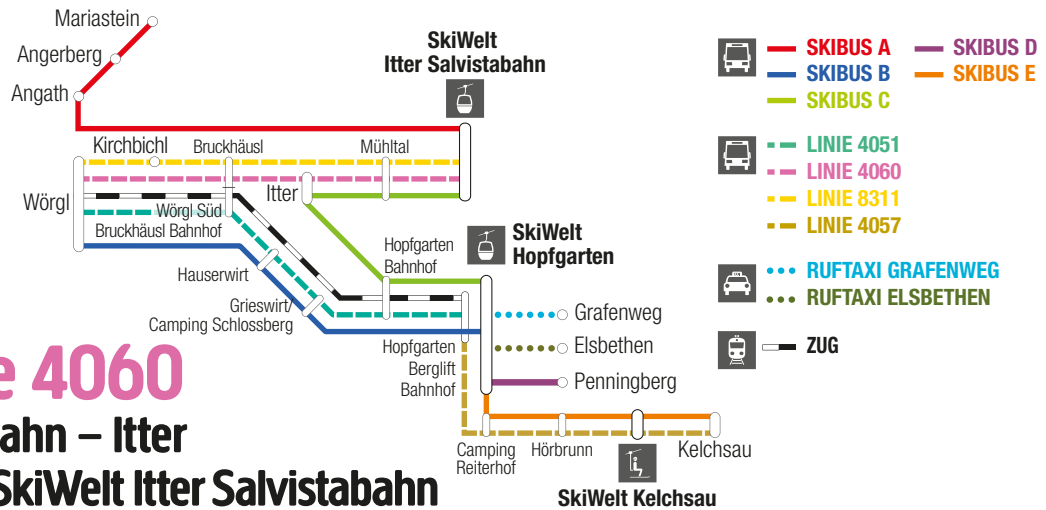 Mariastein
Angerberg
Angath
SkiWelt
Itter Salvistabahn
Kirchbichl
Bruckhäusl
Mühltal
Wörgl
Itter
Wörgl Süd
Bruckhäusl Bahnhof
Hauserwirt
Grieswirt/
Camping Schlossberg
Hopfgarten
Bahnhof
SkiWelt
Hopfgarten
Grafenweg
Elsbethen
Penningberg
Hopfgarten
Berglift
Bahnhof
Camping
Reiterhof
Hörbrunn
Kelchsau
SkiWelt Kelchsau
SKIBUS A
SKIBUS B
SKIBUS C
SKIBUS D
SKIBUS E
LINIE 4051
LINIE 4060
LINIE 8311
LINIE 4057
RUFTAXI GRAFENWEG
RUFTAXI ELSBETHEN
ZUG
e 4060
bahn – Itter
SkiWelt Itter Salvistabahn